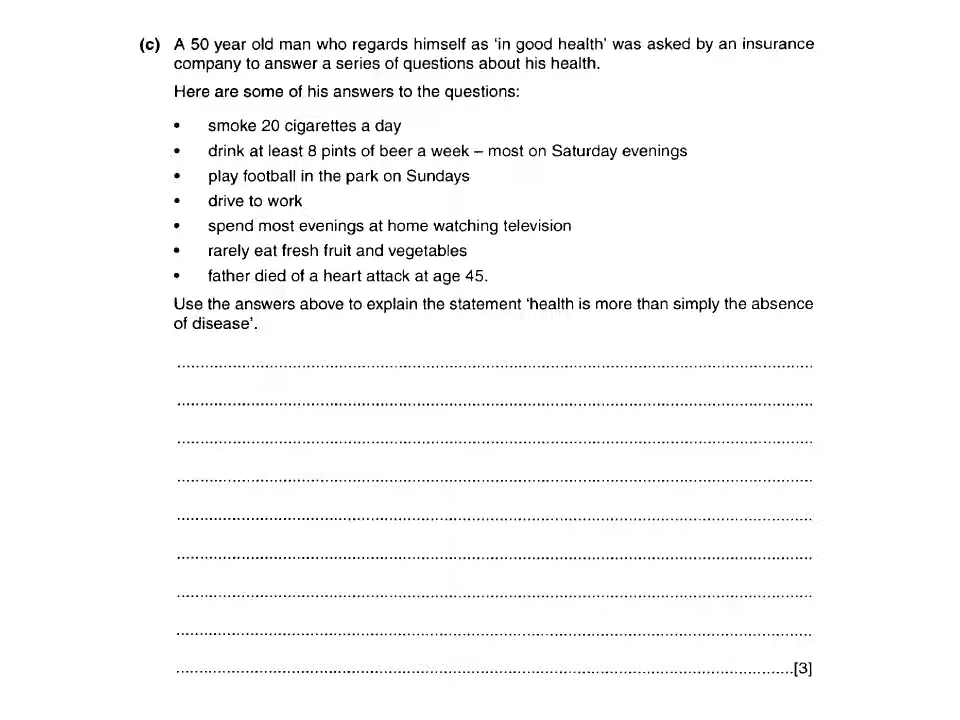 (c) A 50 year old man who regards himself as ‘in good health’ was asked by an insurance
company to answer a series of questions about his health.
Here are some of his answers to the questions:
• smoke 20 cigarettes a day
• drink at least 8 pints of beer a week – most on Saturday evenings
• play football in the park on Sundays
• drive to work
• spend most evenings at home watching television
• rarely eat fresh fruit and vegetables
• father died of a heart attack at age 45.
Use the answers above to explain the statement ‘health is more than simply the absence
of disease’.
[3]